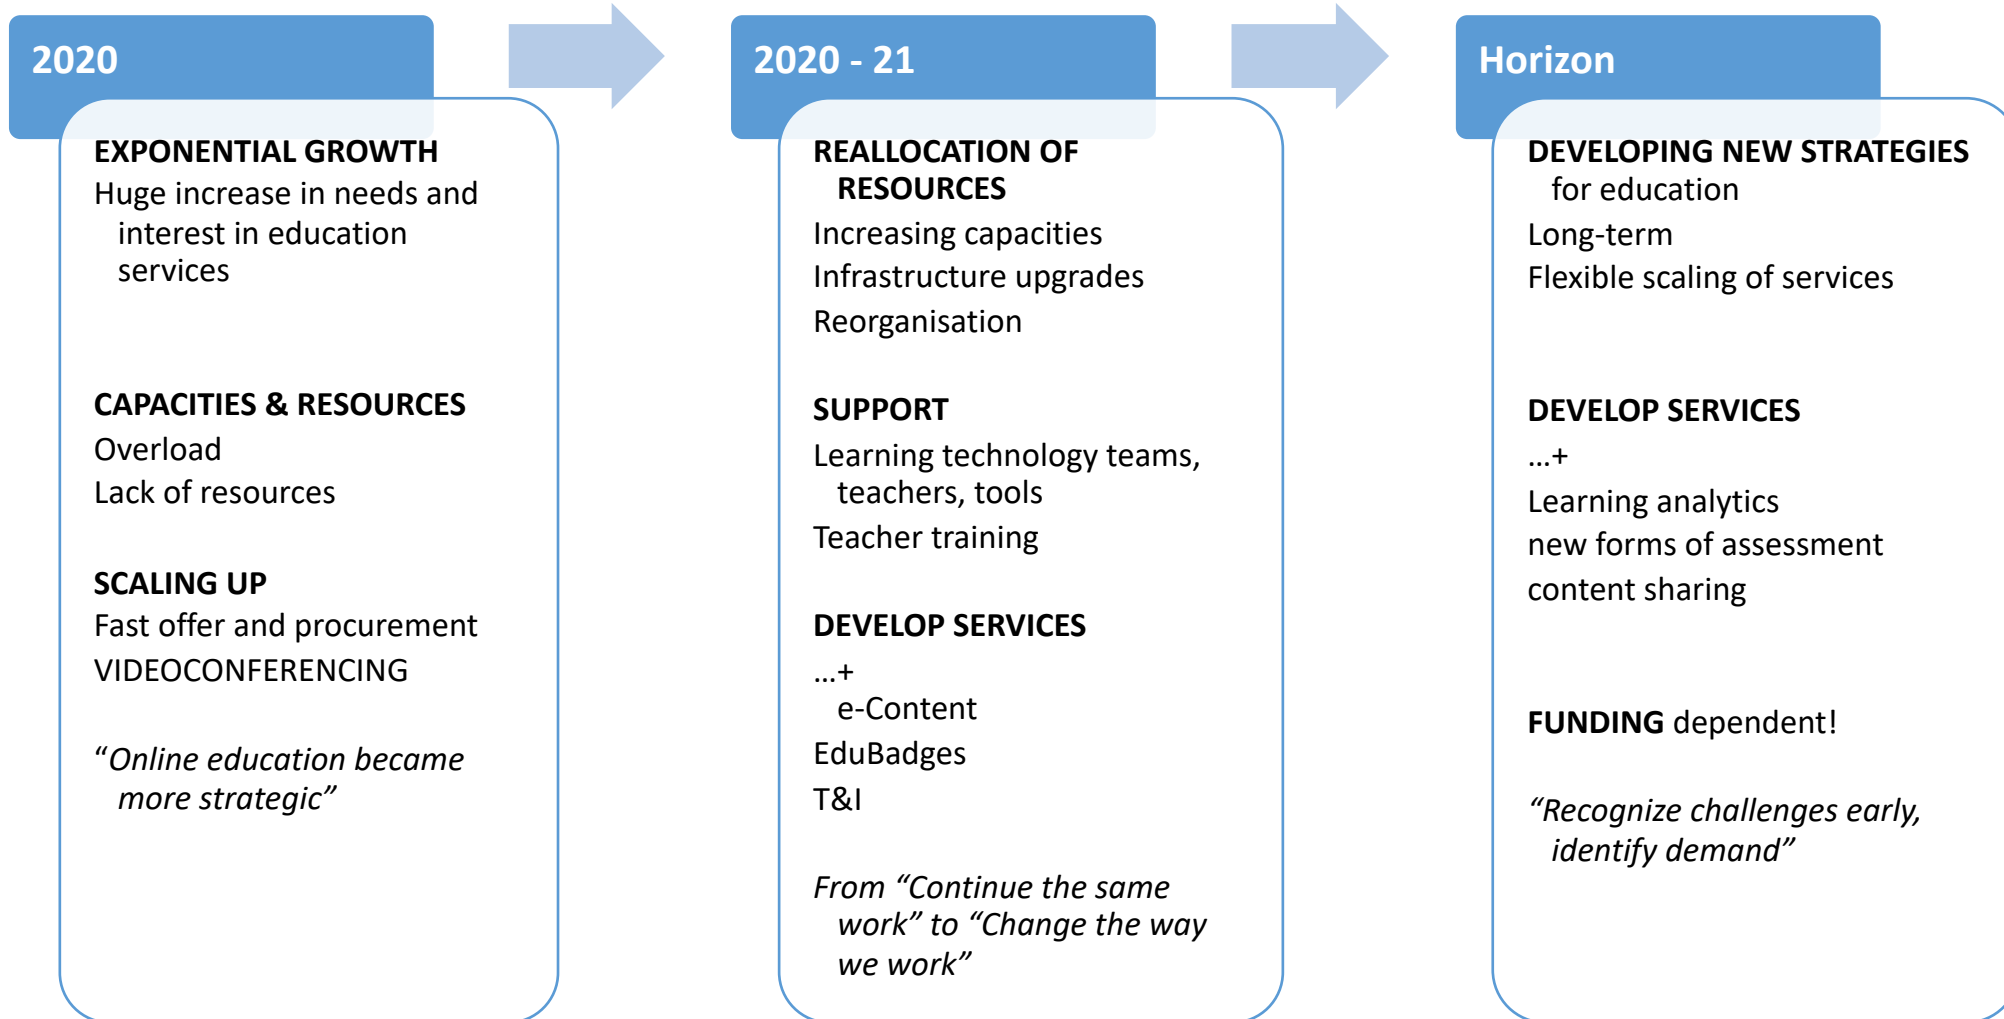 2020
EXPONENTIAL GROWTH
Huge increase in needs and
interest in education
services
CAPACITIES & RESOURCES
Overload
Lack of resources
SCALING UP
Fast offer and procurement
VIDEOCONFERENCING
“Online education became
more strategic”
2020 - 21
REALLOCATION OF
RESOURCES
Increasing capacities
Infrastructure upgrades
Reorganisation
SUPPORT
Learning technology teams,
teachers, tools
Teacher training
DEVELOP SERVICES
…+
e-Content
EduBadges
T&I
From “Continue the same
work” to “Change the way
we work”
Horizon
DEVELOPING NEW STRATEGIES
for education
Long-term
Flexible scaling of services
DEVELOP SERVICES
…+
Learning analytics
new forms of assessment
content sharing
FUNDING dependent!
“Recognize challenges early,
identify demand”